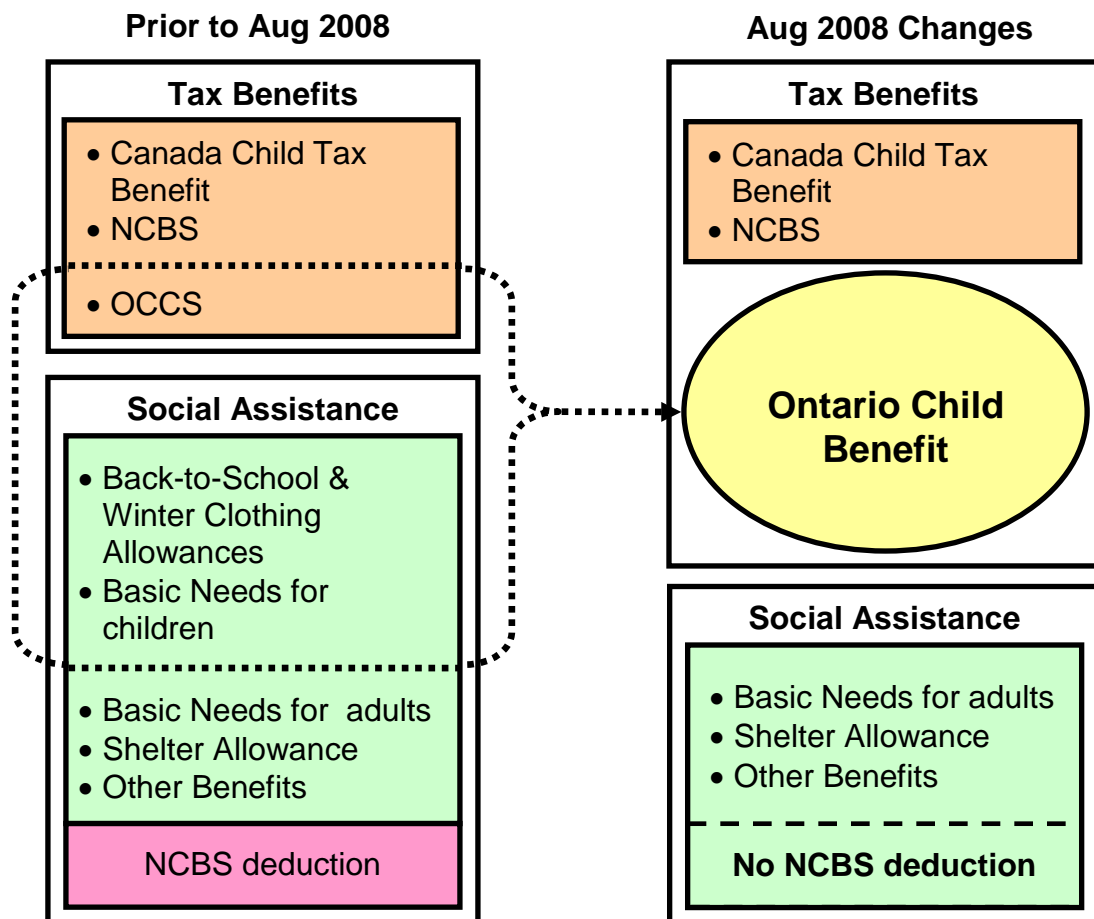 Prior to Aug 2008
Tax Benefits
• Canada Child Tax
Benefit
• NCBS
• OCCS
Social Assistance
• Back-to-School &
Winter Clothing
Allowances
• Basic Needs for
children
• Basic Needs for adults
• Shelter Allowance
• Other Benefits
NCBS deduction
Aug 2008 Changes
Tax Benefits
• Canada Child Tax
Benefit
• NCBS
Ontario Child
Benefit
Social Assistance
• Basic Needs for adults
• Shelter Allowance
• Other Benefits
No NCBS deduction